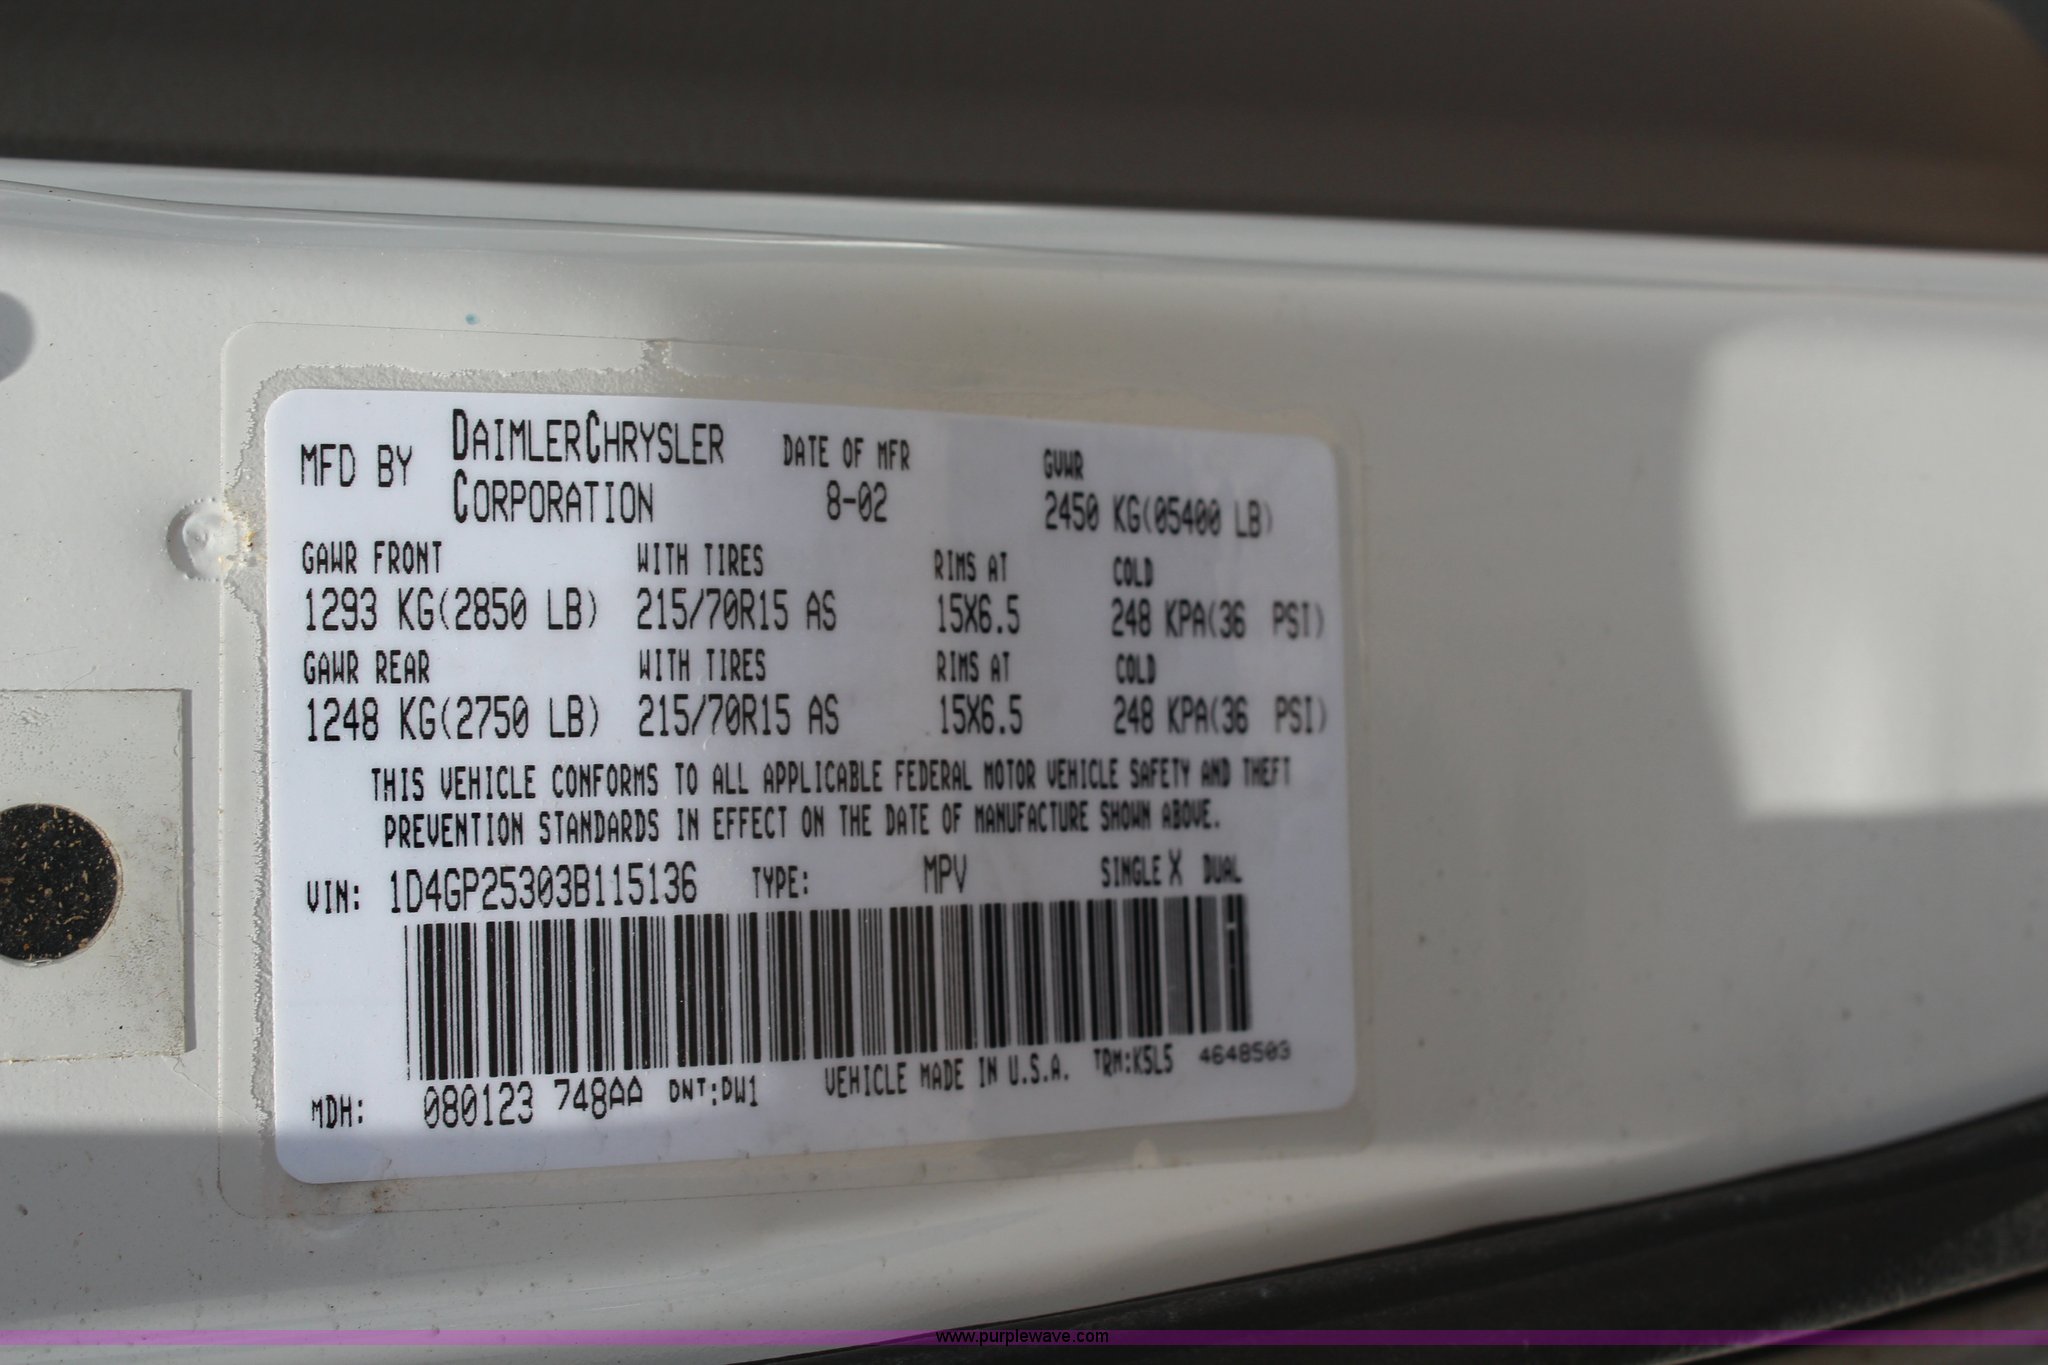 MFD BY DAIMLERCHRYSLER CORPORATION DATE OF MFR 8-02 GVWR 2450 KG(05400 LB)
GAWR FRONT WITH TIRES RIMS AT COLD
1293 KG(2850 LB) 215/70R15 AS 15X6.5 248 KPA(36 PSI)
GAWR REAR WITH TIRES RIMS AT COLD
1248 KG(2750 LB) 215/70R15 AS 15X6.5 248 KPA(36 PSI)
THIS VEHICLE CONFORMS TO ALL APPLICABLE FEDERAL MOTOR VEHICLE SAFETY AND THEFT
PREVENTION STANDARDS IN EFFECT ON THE DATE OF MANUFACTURE SHOWN ABOVE.
VIN: 1D4GP25303B115136 TYPE: MPV SINGLE X DUAL
MDH: 080123 748AA PNT:DW1 VEHICLE MADE IN U.S.A. TRM:K5L5 4648503
www.purplewave.com